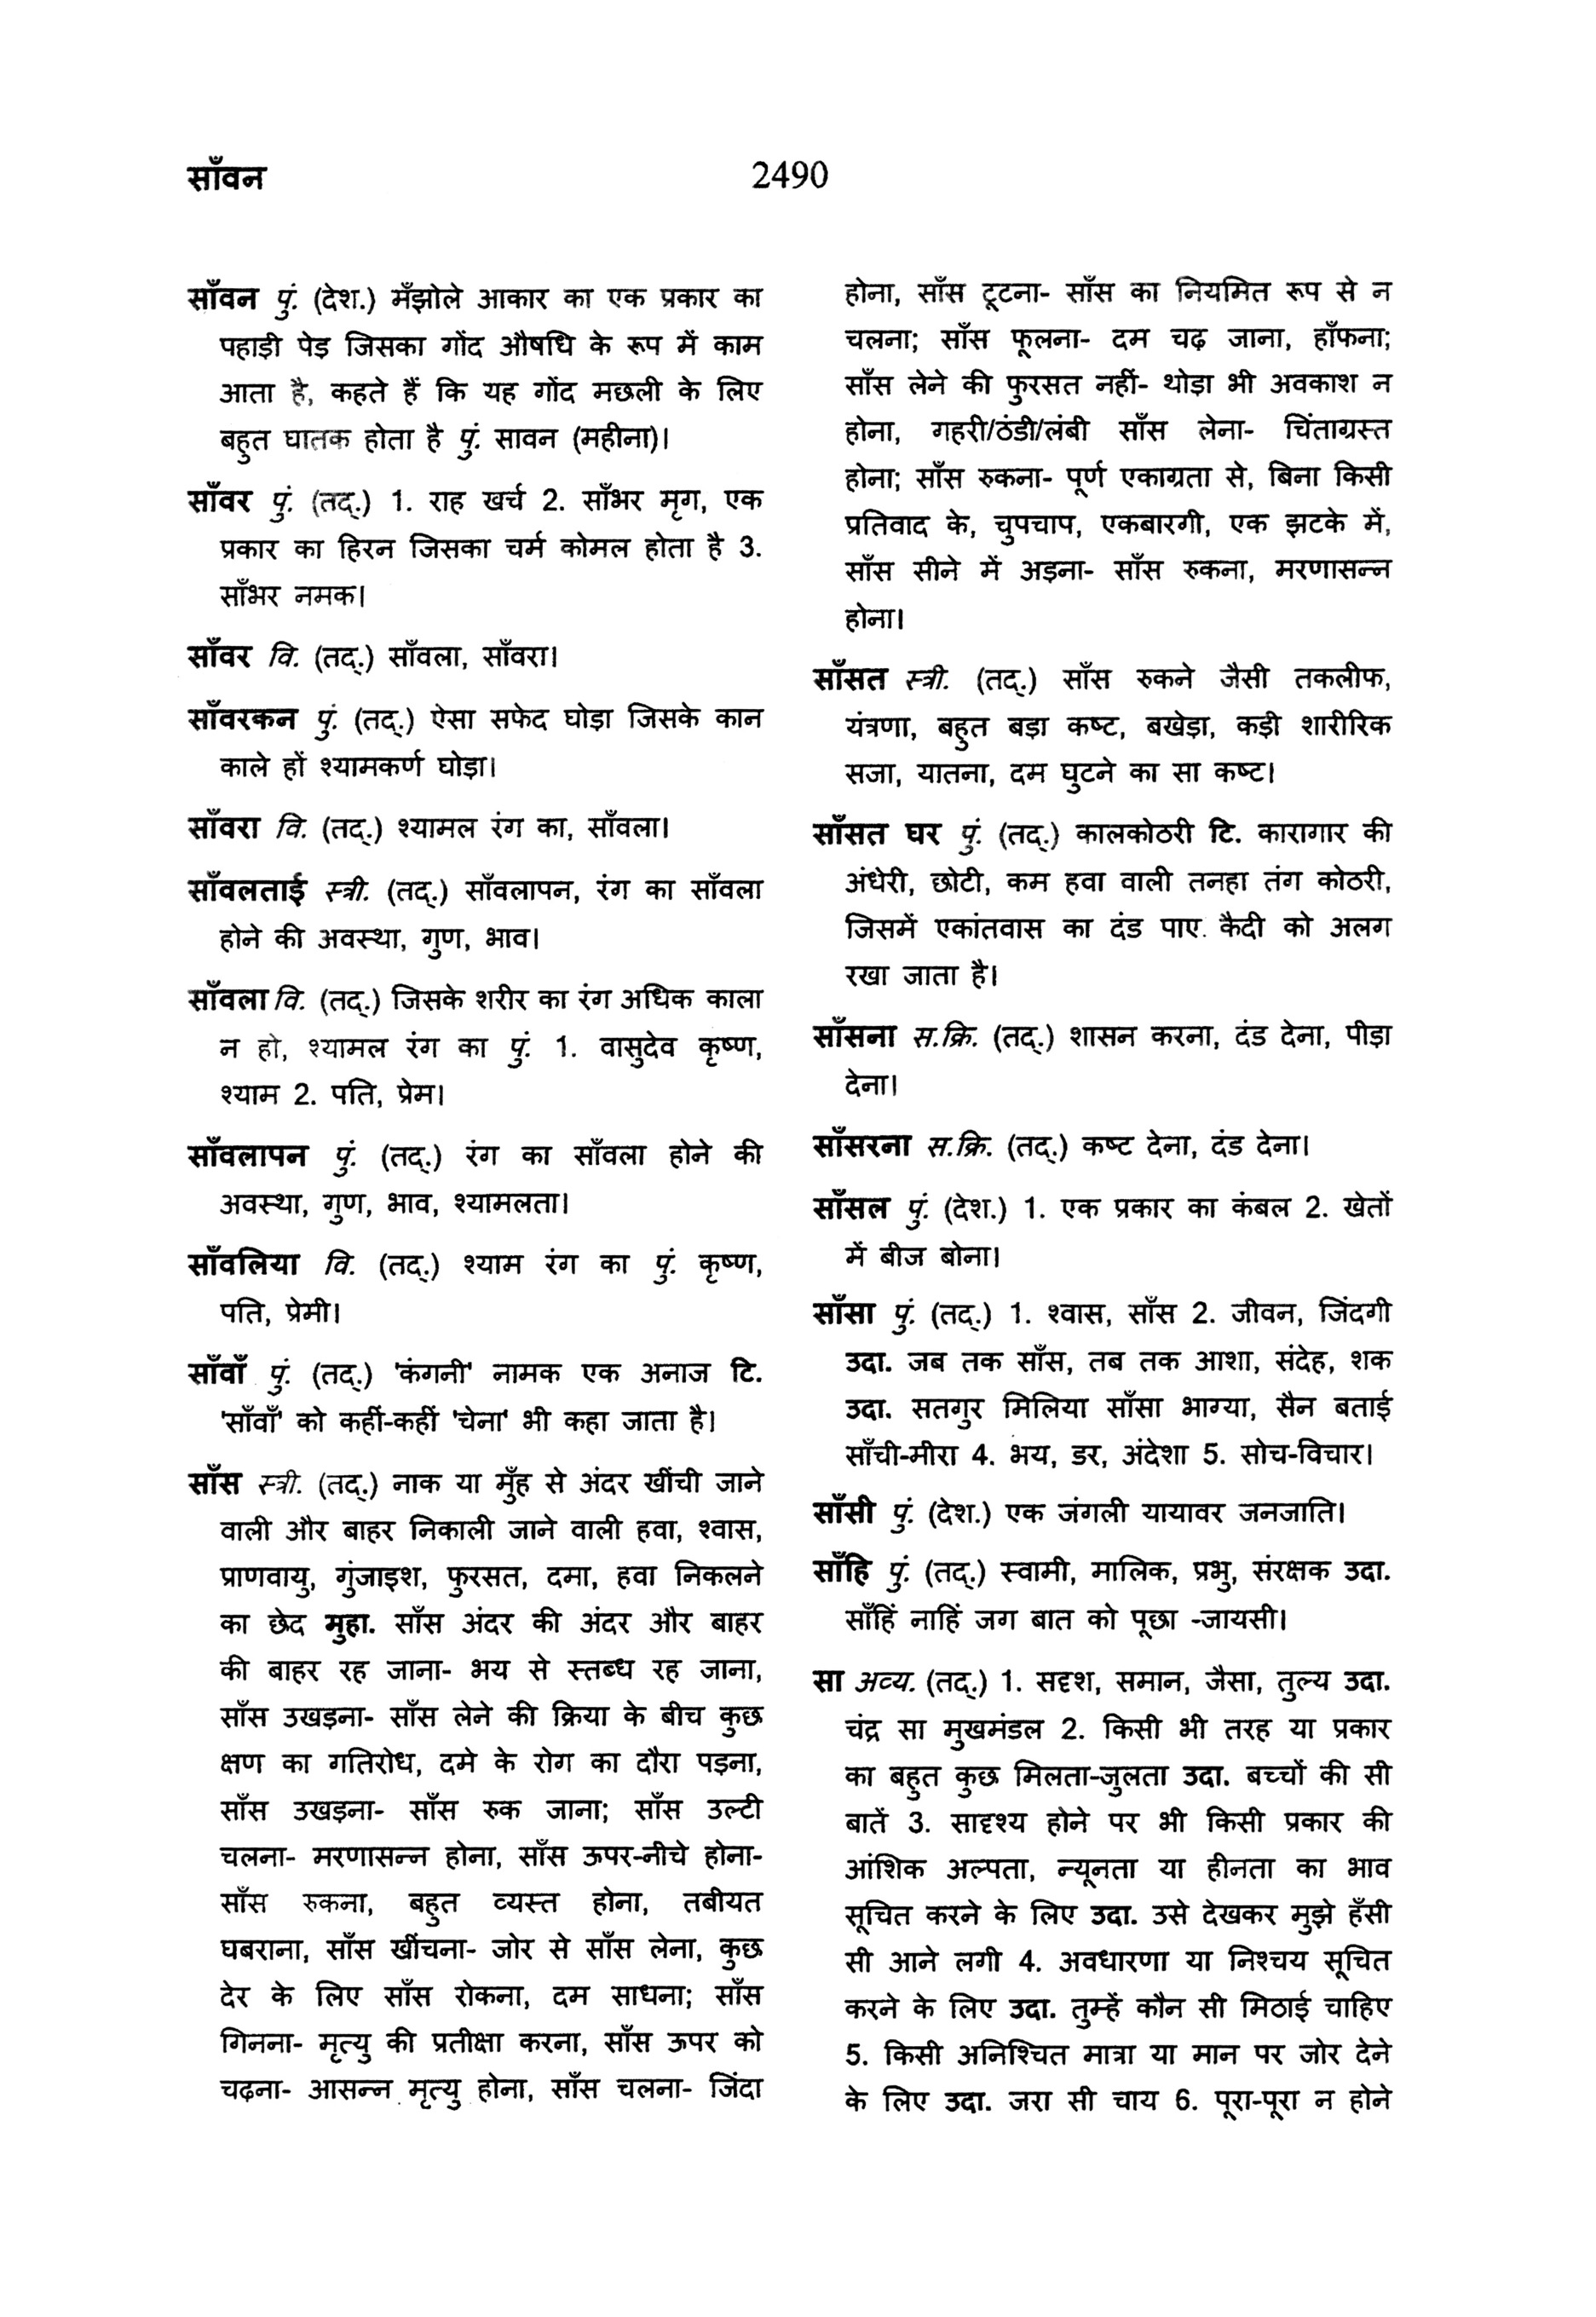 साँवन
2490
साँवन पुं. (देश.) मँझोले आकार का एक प्रकार का
पहाड़ी पेड़ जिसका गोंद औषधि के रूप में काम
आता है, कहते हैं कि यह गोंद मछली के लिए
बहुत घातक होता है पुं. सावन (महीना)।
साँवर पुं. (तद्.) 1. राह खर्च 2. साँभर मृग, एक
प्रकार का हिरन जिसका चर्म कोमल होता है 3.
साँभर नमक।
साँवर वि. (तद्.) साँवला, साँवरा।
साँवरकन पुं. (तद्.) ऐसा सफेद घोड़ा जिसके कान
काले हों श्यामकर्ण घोड़ा।
साँवरा वि. (तद्.) श्यामल रंग का, साँवला।
साँवलताई स्त्री. (तद्.) साँवलापन, रंग का साँवला
होने की अवस्था, गुण, भाव।
साँवला वि. (तद्.) जिसके शरीर का रंग अधिक काला
न हो, श्यामल रंग का पुं. 1. वासुदेव कृष्ण,
श्याम 2. पति, प्रेम।
साँवलापन पुं. (तद्.) रंग का साँवला होने की
अवस्था, गुण, भाव, श्यामलता।
साँवलिया वि. (तद्.) श्याम रंग का पुं. कृष्ण,
पति, प्रेमी।
साँवाँ पुं. (तद्.) 'कंगनी' नामक एक अनाज टि.
'साँवाँ' को कहीं-कहीं 'चेना' भी कहा जाता है।
साँस स्त्री. (तद्.) नाक या मुँह से अंदर खींची जाने
वाली और बाहर निकाली जाने वाली हवा, श्वास,
प्राणवायु, गुंजाइश, फुरसत, दमा, हवा निकलने
का छेद मुहा. साँस अंदर की अंदर और बाहर
की बाहर रह जाना- भय से स्तब्ध रह जाना,
साँस उखड़ना- साँस लेने की क्रिया के बीच कुछ
क्षण का गतिरोध, दमे के रोग का दौरा पड़ना,
साँस उखड़ना- साँस रुक जाना; साँस उल्टी
चलना- मरणासन्न होना, साँस ऊपर-नीचे होना-
साँस रुकना, बहुत व्यस्त होना, तबीयत
घबराना, साँस खींचना- जोर से साँस लेना, कुछ
देर के लिए साँस रोकना, दम साधना; साँस
गिनना- मृत्यु की प्रतीक्षा करना, साँस ऊपर को
चढ़ना- आसन्न मृत्यु होना, साँस चलना- जिंदा
होना, साँस टूटना- साँस का नियमित रूप से न
चलना; साँस फूलना- दम चढ़ जाना, हाँफना;
साँस लेने की फुरसत नहीं- थोड़ा भी अवकाश न
होना, गहरी/ठंडी/लंबी साँस लेना- चिंताग्रस्त
होना; साँस रुकना- पूर्ण एकाग्रता से, बिना किसी
प्रतिवाद के, चुपचाप, एकबारगी, एक झटके में,
साँस सीने में अड़ना- साँस रुकना, मरणासन्न
होना।
साँसत स्त्री. (तद्.) साँस रुकने जैसी तकलीफ,
यंत्रणा, बहुत बड़ा कष्ट, बखेड़ा, कड़ी शारीरिक
सजा, यातना, दम घुटने का सा कष्ट।
साँसत घर पुं. (तद्.) कालकोठरी टि. कारागार की
अंधेरी, छोटी, कम हवा वाली तनहा तंग कोठरी,
जिसमें एकांतवास का दंड पाए कैदी को अलग
रखा जाता है।
साँसना स.क्रि. (तद्.) शासन करना, दंड देना, पीड़ा
देना।
साँसरना स.क्रि. (तद्.) कष्ट देना, दंड देना।
साँसल पुं. (देश.) 1. एक प्रकार का कंबल 2. खेतों
में बीज बोना।
साँसा पुं. (तद्.) 1. श्वास, साँस 2. जीवन, जिंदगी
उदा. जब तक साँस, तब तक आशा, संदेह, शक
उदा. सतगुर मिलिया साँसा भाग्या, सैन बताई
साँची-मीरा 4. भय, डर, अंदेशा 5. सोच-विचार।
साँसी पुं. (देश.) एक जंगली यायावर जनजाति।
साँहि पुं. (तद्.) स्वामी, मालिक, प्रभु, संरक्षक उदा.
साँहिं नाहिं जग बात को पूछा -जायसी।
सा अव्य. (तद्.) 1. सदृश, समान, जैसा, तुल्य उदा.
चंद्र सा मुखमंडल 2. किसी भी तरह या प्रकार
का बहुत कुछ मिलता-जुलता उदा. बच्चों की सी
बातें 3. सादृश्य होने पर भी किसी प्रकार की
आंशिक अल्पता, न्यूनता या हीनता का भाव
सूचित करने के लिए उदा. उसे देखकर मुझे हँसी
सी आने लगी 4. अवधारणा या निश्चय सूचित
करने के लिए उदा. तुम्हें कौन सी मिठाई चाहिए
5. किसी अनिश्चित मात्रा या मान पर जोर देने
के लिए उदा. जरा सी चाय 6. पूरा-पूरा न होने